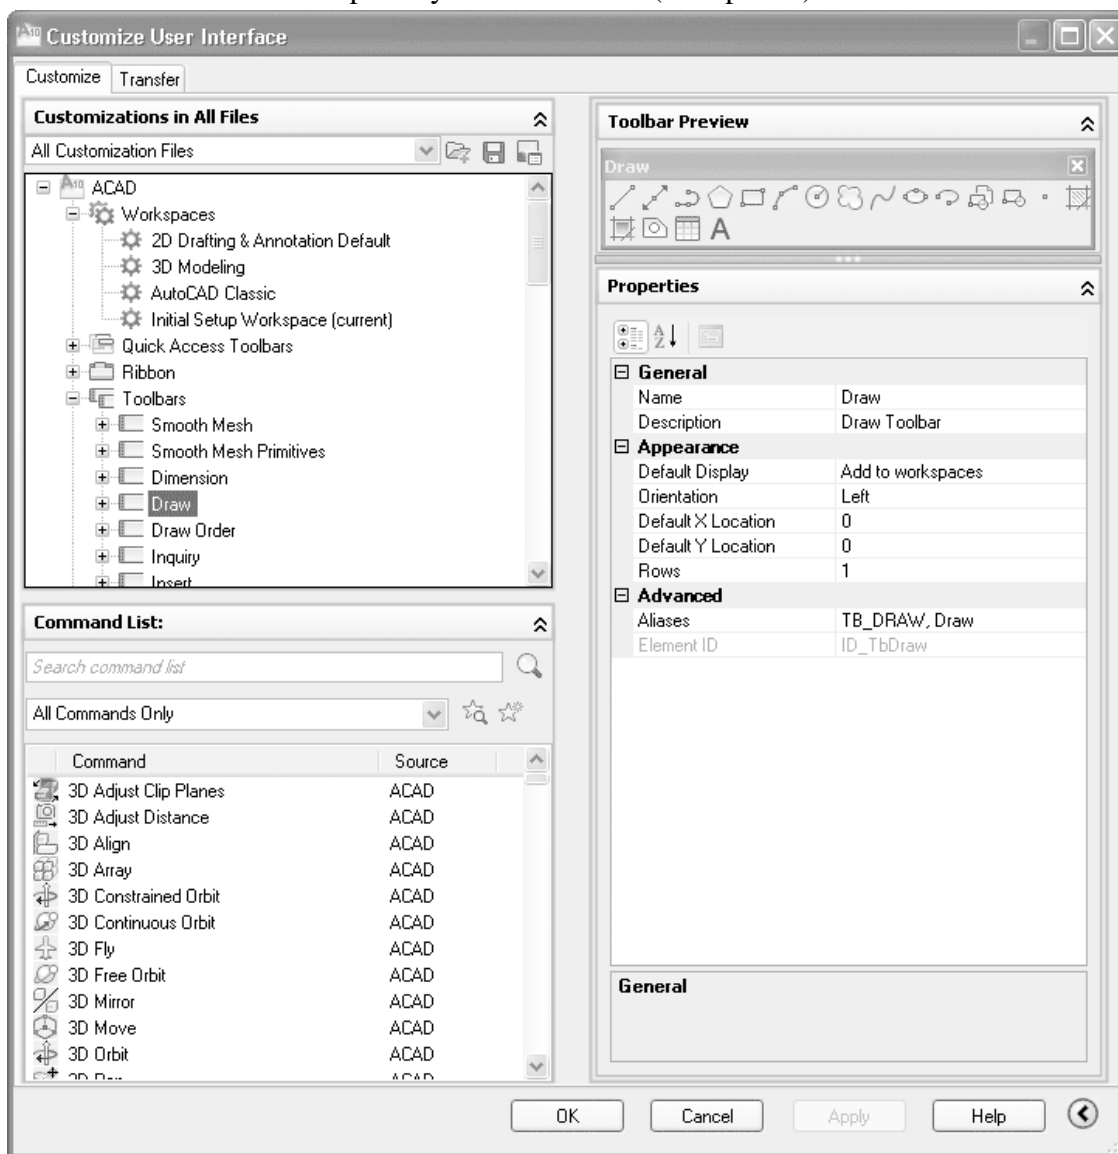 Customize User Interface
Customize Transfer
Customizations in All Files
All Customization Files
ACAD
Workspaces
2D Drafting & Annotation Default
3D Modeling
AutoCAD Classic
Initial Setup Workspace (current)
Quick Access Toolbars
Ribbon
Toolbars
Smooth Mesh
Smooth Mesh Primitives
Dimension
Draw
Draw Order
Inquiry
Insert
Command List:
Search command list
All Commands Only
Command Source
3D Adjust Clip Planes ACAD
3D Adjust Distance ACAD
3D Align ACAD
3D Array ACAD
3D Constrained Orbit ACAD
3D Continuous Orbit ACAD
3D Fly ACAD
3D Free Orbit ACAD
3D Mirror ACAD
3D Move ACAD
3D Orbit ACAD
Toolbar Preview
Draw
A
Properties
General
Name Draw
Description Draw Toolbar
Appearance
Default Display Add to workspaces
Orientation Left
Default X Location 0
Default Y Location 0
Rows 1
Advanced
Aliases TB_DRAW, Draw
Element ID ID_TbDraw
General
OK Cancel Apply Help